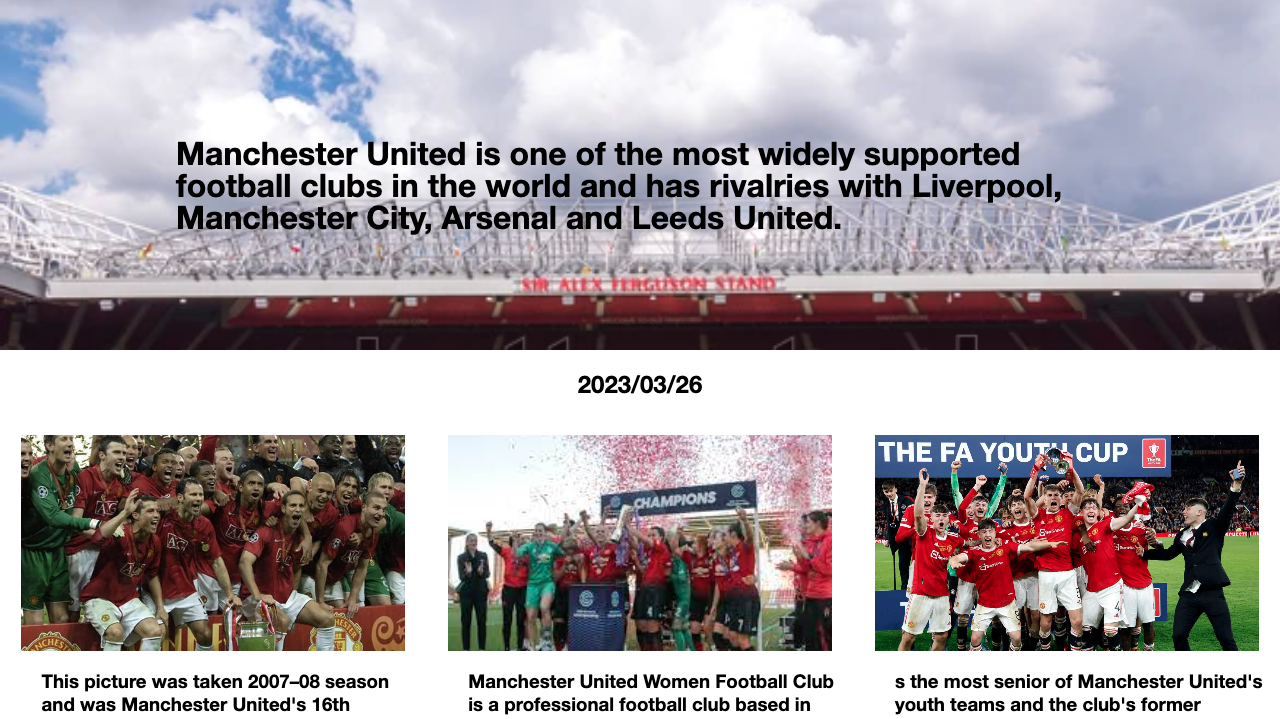 Manchester United is one of the most widely supported
football clubs in the world and has rivalries with Liverpool,
Manchester City, Arsenal and Leeds United.
SIR ALEX FERGUSON STAND
2023/03/26
CHAMPIONS
THE FA YOUTH CUP
This picture was taken 2007–08 season
and was Manchester United's 16th
Manchester United Women Football Club
is a professional football club based in
s the most senior of Manchester United's
youth teams and the club's former